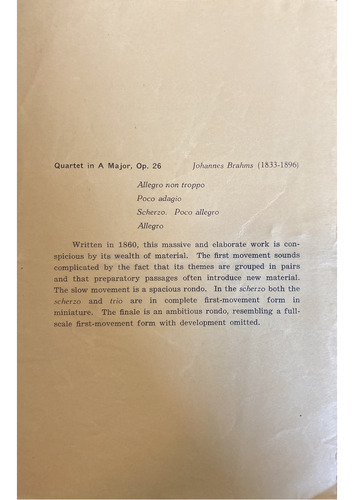 Quartet in A Major, Op. 26 Johannes Brahms (1833-1896)
Allegro non troppo
Poco adagio
Scherzo. Poco allegro
Allegro
Written in 1860, this massive and elaborate work is con-
spicious by its wealth of material. The first movement sounds
complicated by the fact that its themes are grouped in pairs
and that preparatory passages often introduce new material.
The slow movement is a spacious rondo. In the scherzo both the
scherzo and trio are in complete first-movement form in
miniature. The finale is an ambitious rondo, resembling a full-
scale first-movement form with development omitted.